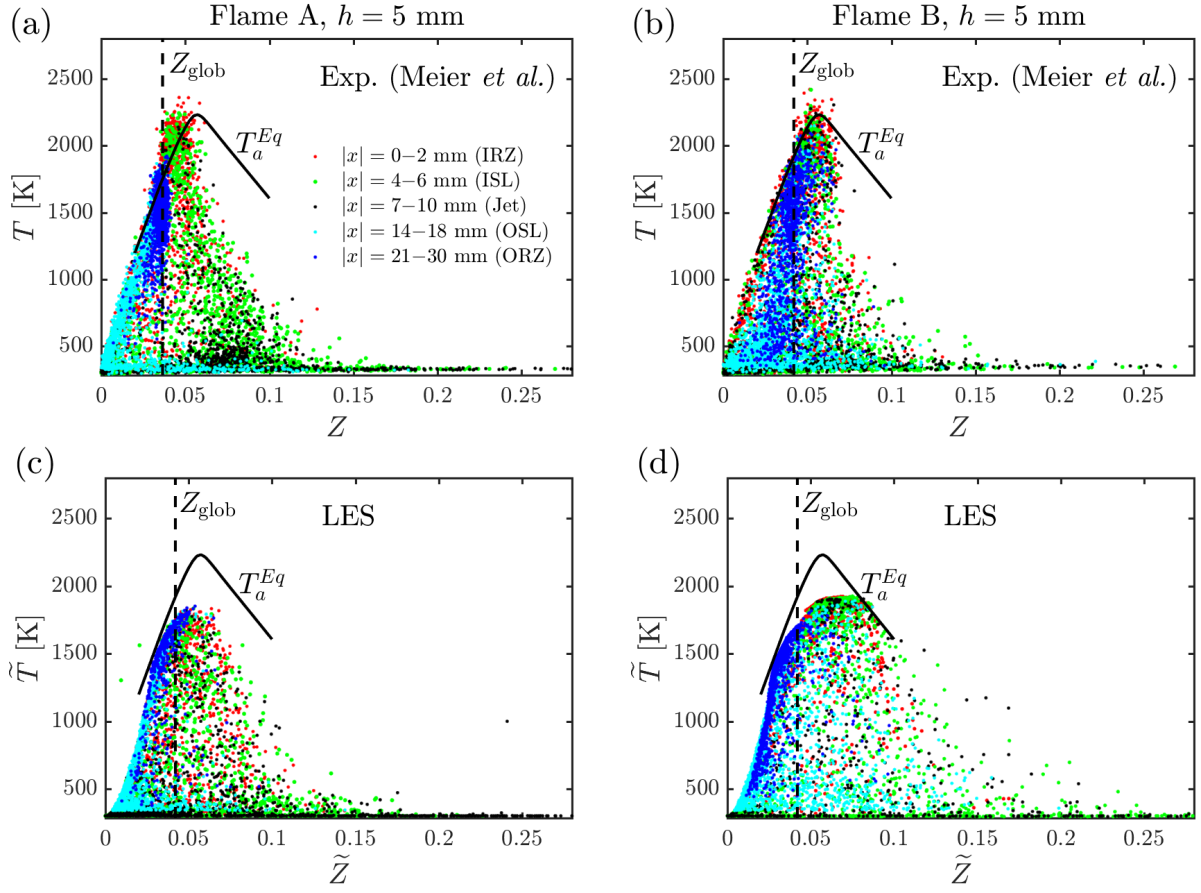 (a)
Flame A, h = 5 mm
2500
2000
1500
1000
500
T [K]
Z_glob
Exp. (Meier et al.)
T_a^{Eq}
|x| = 0−2 mm (IRZ)
|x| = 4−6 mm (ISL)
|x| = 7−10 mm (Jet)
|x| = 14−18 mm (OSL)
|x| = 21−30 mm (ORZ)
0 0.05 0.1 0.15 0.2 0.25
Z
(b)
Flame B, h = 5 mm
2500
2000
1500
1000
500
T [K]
Z_glob
Exp. (Meier et al.)
T_a^{Eq}
0 0.05 0.1 0.15 0.2 0.25
Z
(c)
2500
2000
1500
1000
500
T̃ [K]
Z_glob
LES
T_a^{Eq}
0 0.05 0.1 0.15 0.2 0.25
Z̃
(d)
2500
2000
1500
1000
500
T̃ [K]
Z_glob
LES
T_a^{Eq}
0 0.05 0.1 0.15 0.2 0.25
Z̃